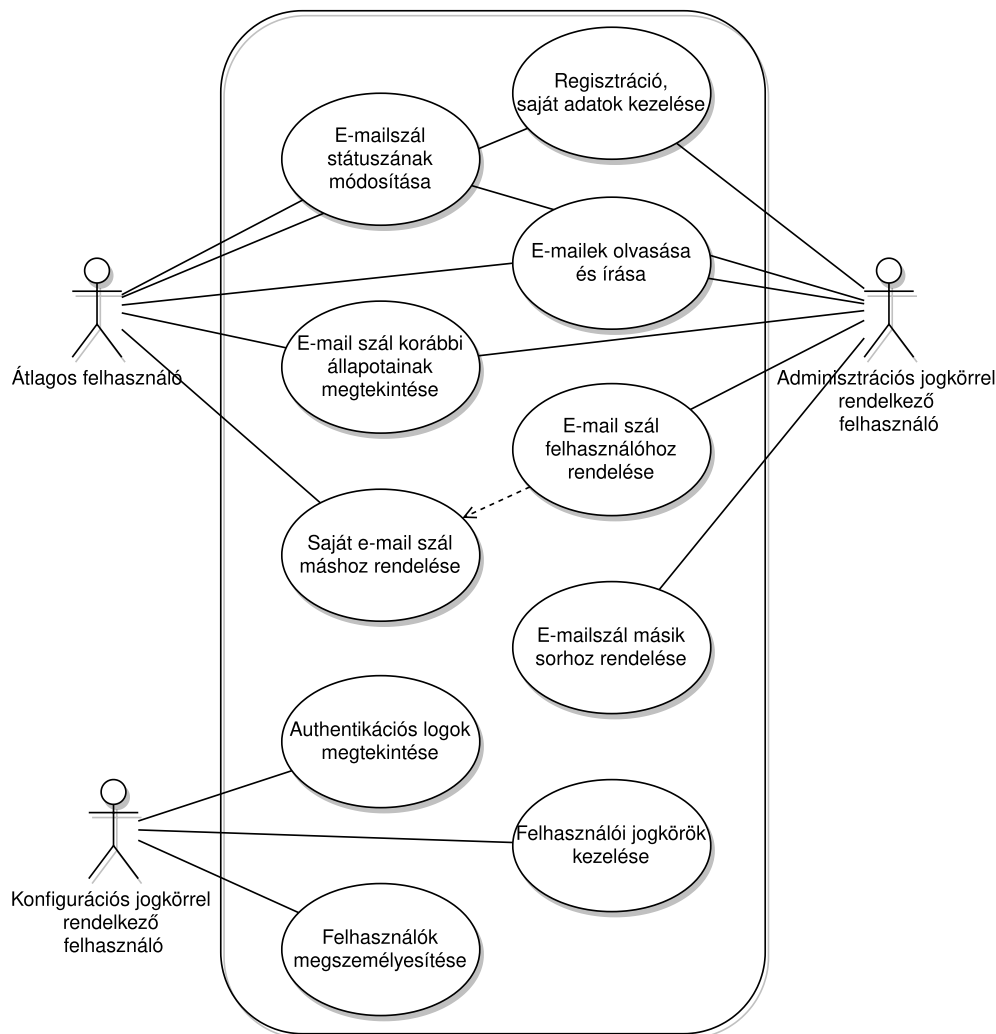 Regisztráció,
saját adatok kezelése
E-mailszál
státuszának
módosítása
E-mailek olvasása
és írása
E-mail szál korábbi
állapotainak
megtekintése
Átlagos felhasználó
Adminisztrációs jogkörrel
rendelkező
felhasználó
E-mail szál
felhasználóhoz
rendelése
Saját e-mail szál
máshoz rendelése
E-mailszál másik
sorhoz rendelése
Authentikációs logok
megtekintése
Felhasználói jogkörök
kezelése
Konfigurációs jogkörrel
rendelkező
felhasználó
Felhasználók
megszemélyesítése